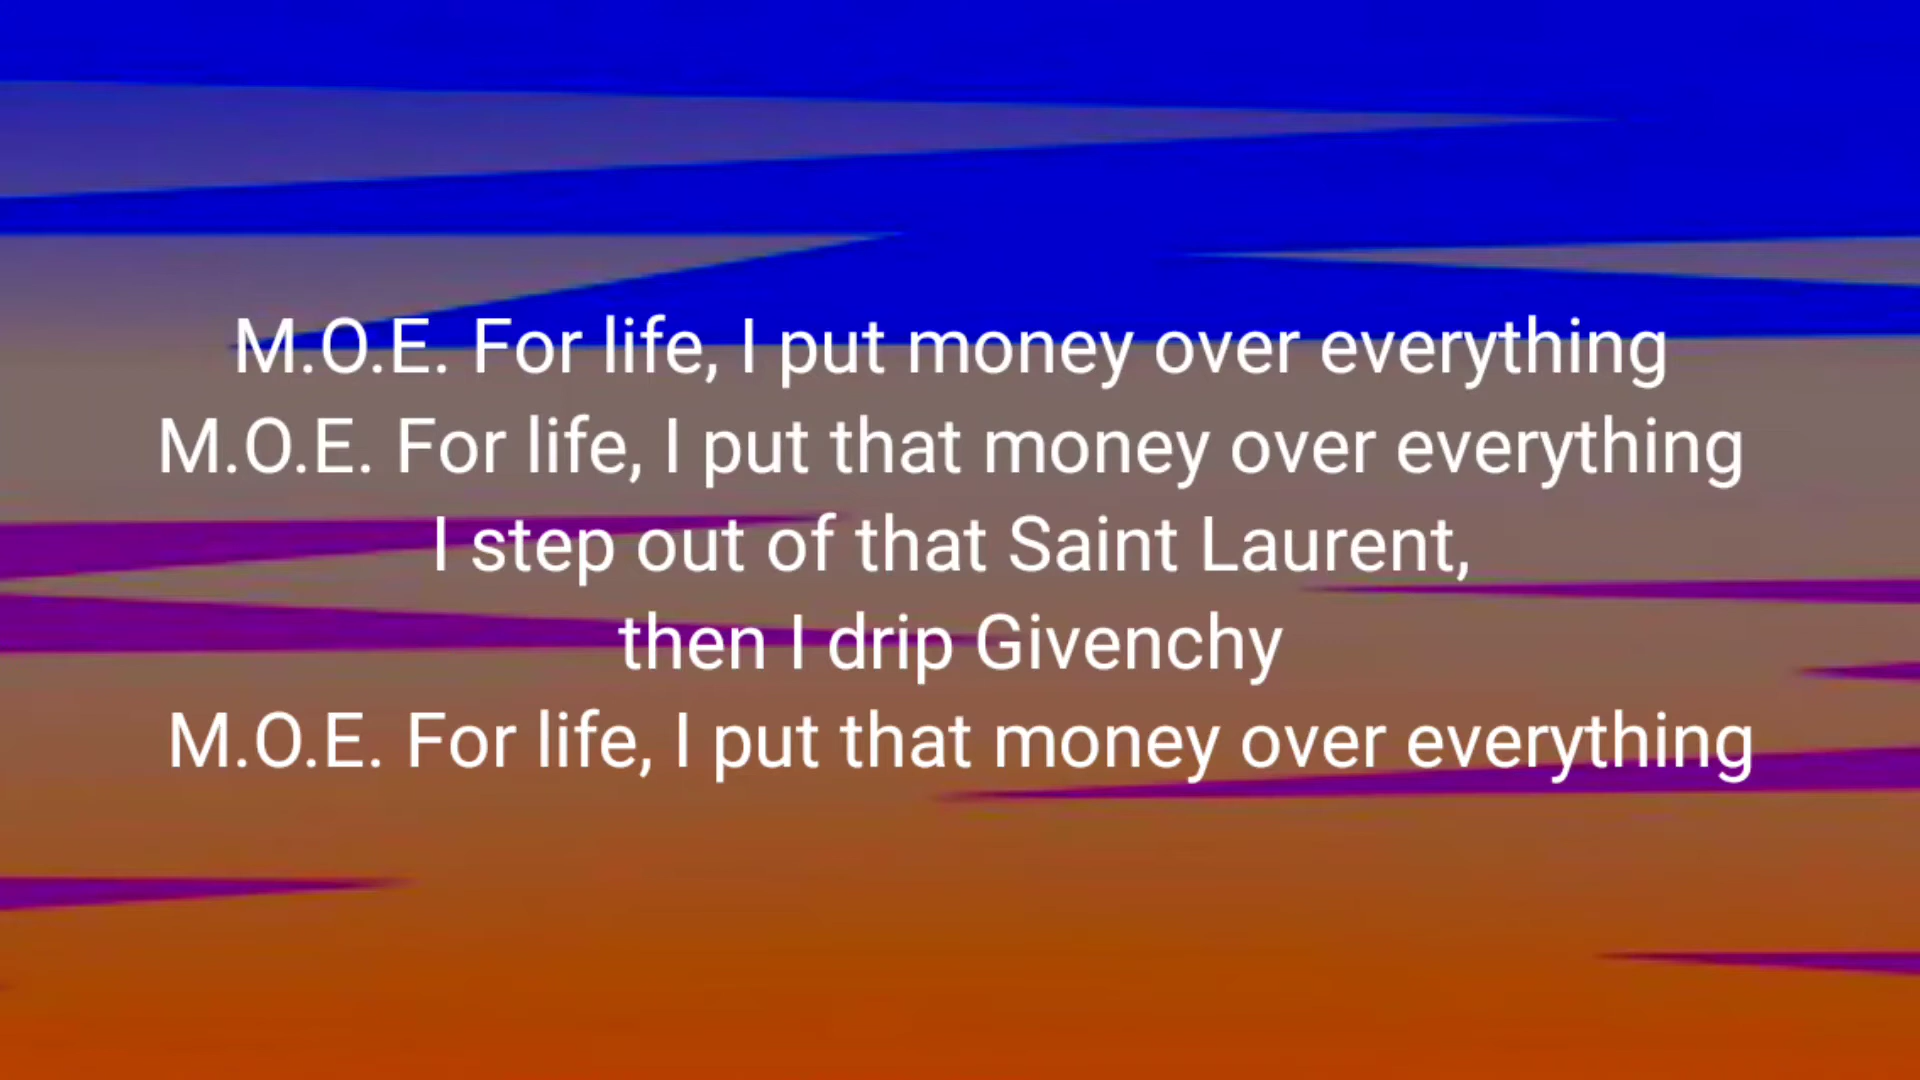 M.O.E. For life, I put money over everything
M.O.E. For life, I put that money over everything
I step out of that Saint Laurent,
then I drip Givenchy
M.O.E. For life, I put that money over everything